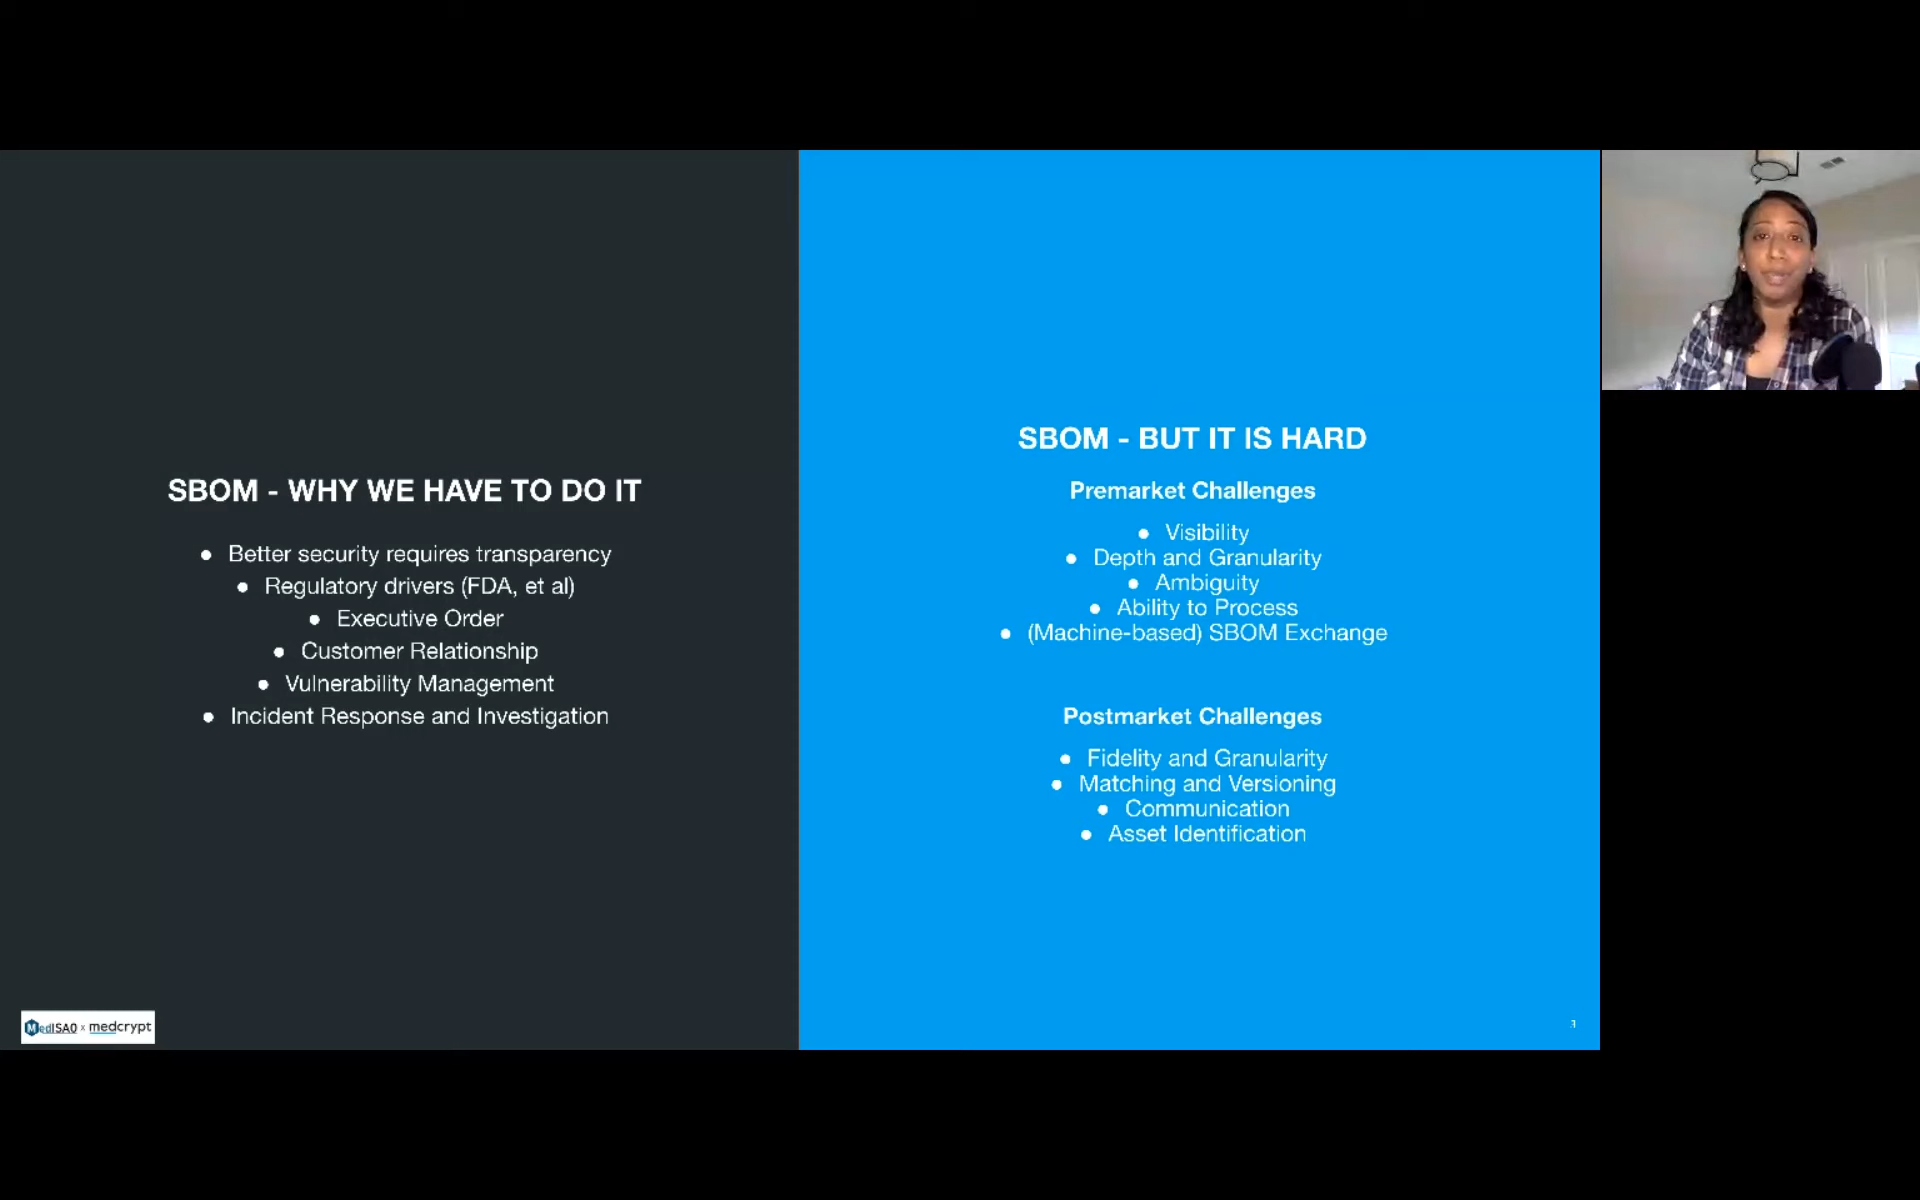 SBOM - WHY WE HAVE TO DO IT
● Better security requires transparency
● Regulatory drivers (FDA, et al)
● Executive Order
● Customer Relationship
● Vulnerability Management
● Incident Response and Investigation
SBOM - BUT IT IS HARD
Premarket Challenges
● Visibility
● Depth and Granularity
● Ambiguity
● Ability to Process
● (Machine-based) SBOM Exchange
Postmarket Challenges
● Fidelity and Granularity
● Matching and Versioning
● Communication
● Asset Identification
MedISAO x medcrypt